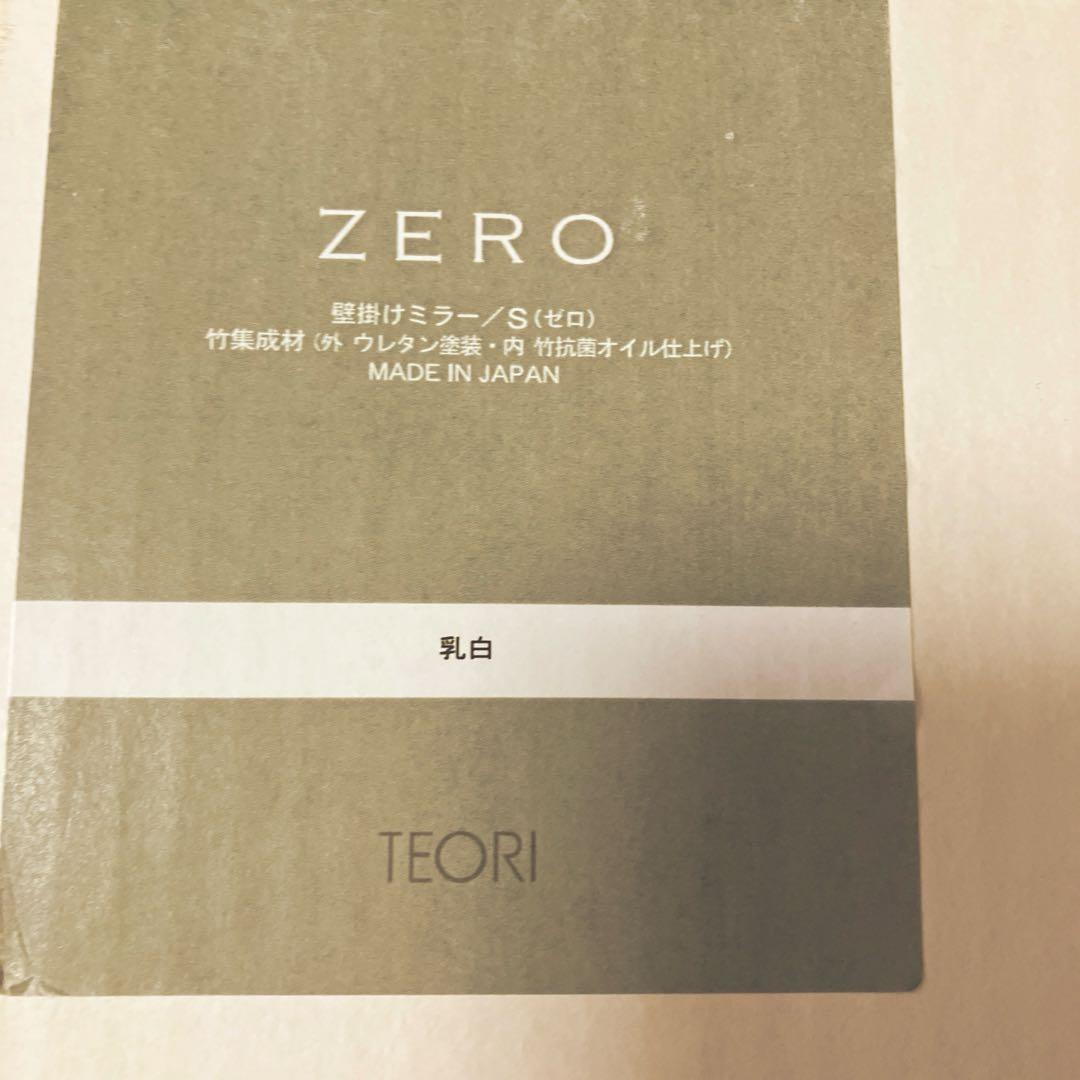 ZERO
壁掛けミラー/S(ゼロ)
竹集成材(外 ウレタン塗装・内 竹抗菌オイル仕上げ)
MADE IN JAPAN
乳白
TEORI